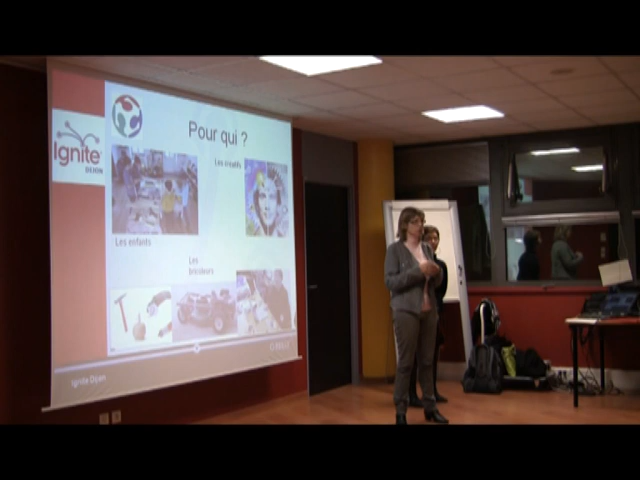 Pour qui ?
Ignite
DIJON
Les créatifs
Les enfants
Les
bricoleurs
Ignite Dijon